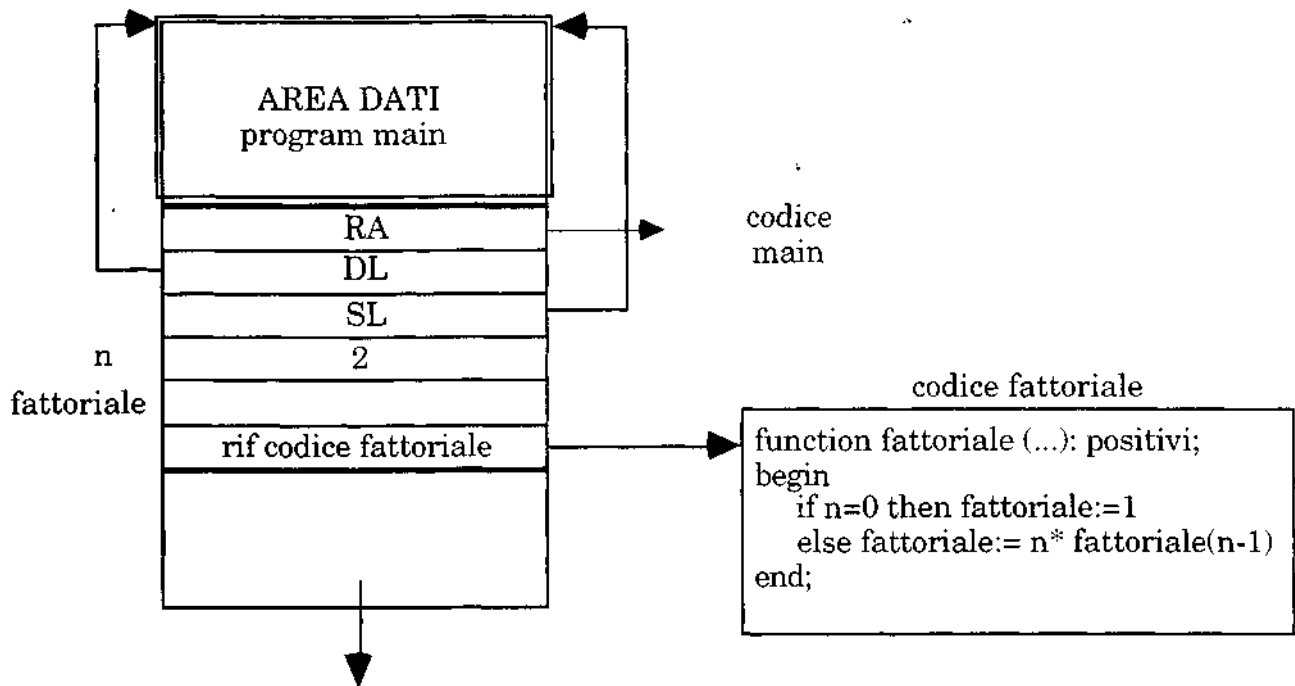 AREA DATI
program main
RA
codice
main
DL
SL
n
2
fattoriale
rif codice fattoriale
codice fattoriale
function fattoriale (...): positivi;
begin
if n=0 then fattoriale:=1
else fattoriale:= n* fattoriale(n-1)
end;